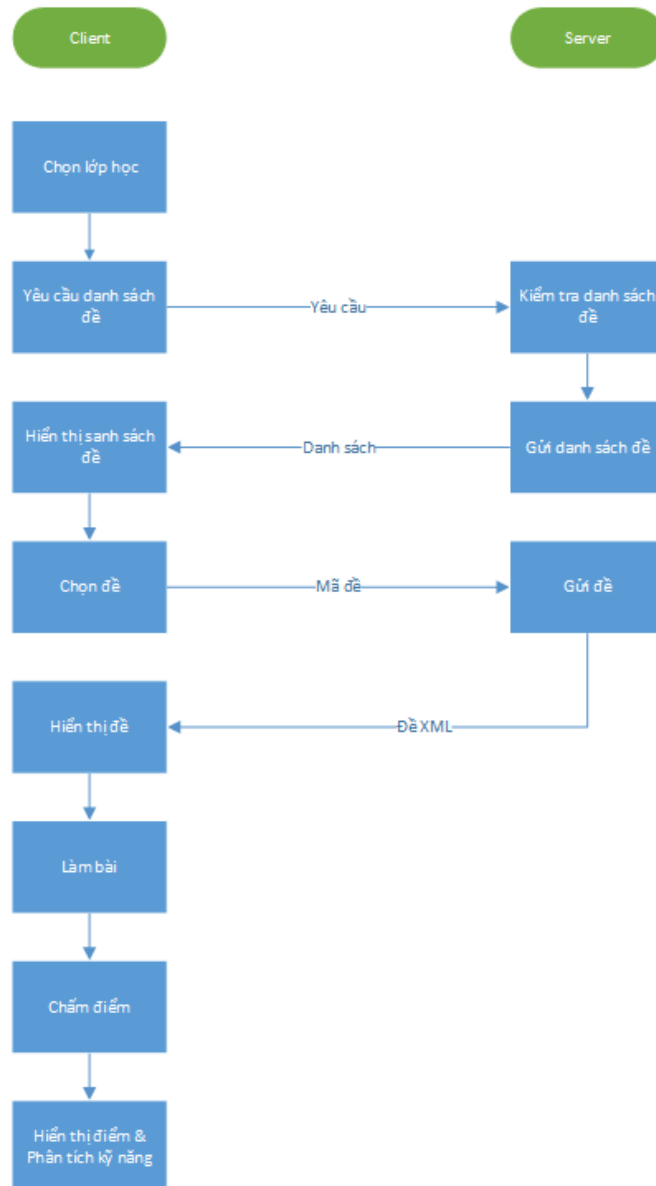 Client
Server
Chọn lớp học
Yêu cầu danh sách
đề
Yêu cầu
Kiểm tra danh sách
đề
Hiển thị sanh sách
đề
Danh sách
Gửi danh sách đề
Chọn đề
Mã đề
Gửi đề
Hiển thị đề
Đề XML
Làm bài
Chấm điểm
Hiển thị điểm &
Phân tích kỹ năng